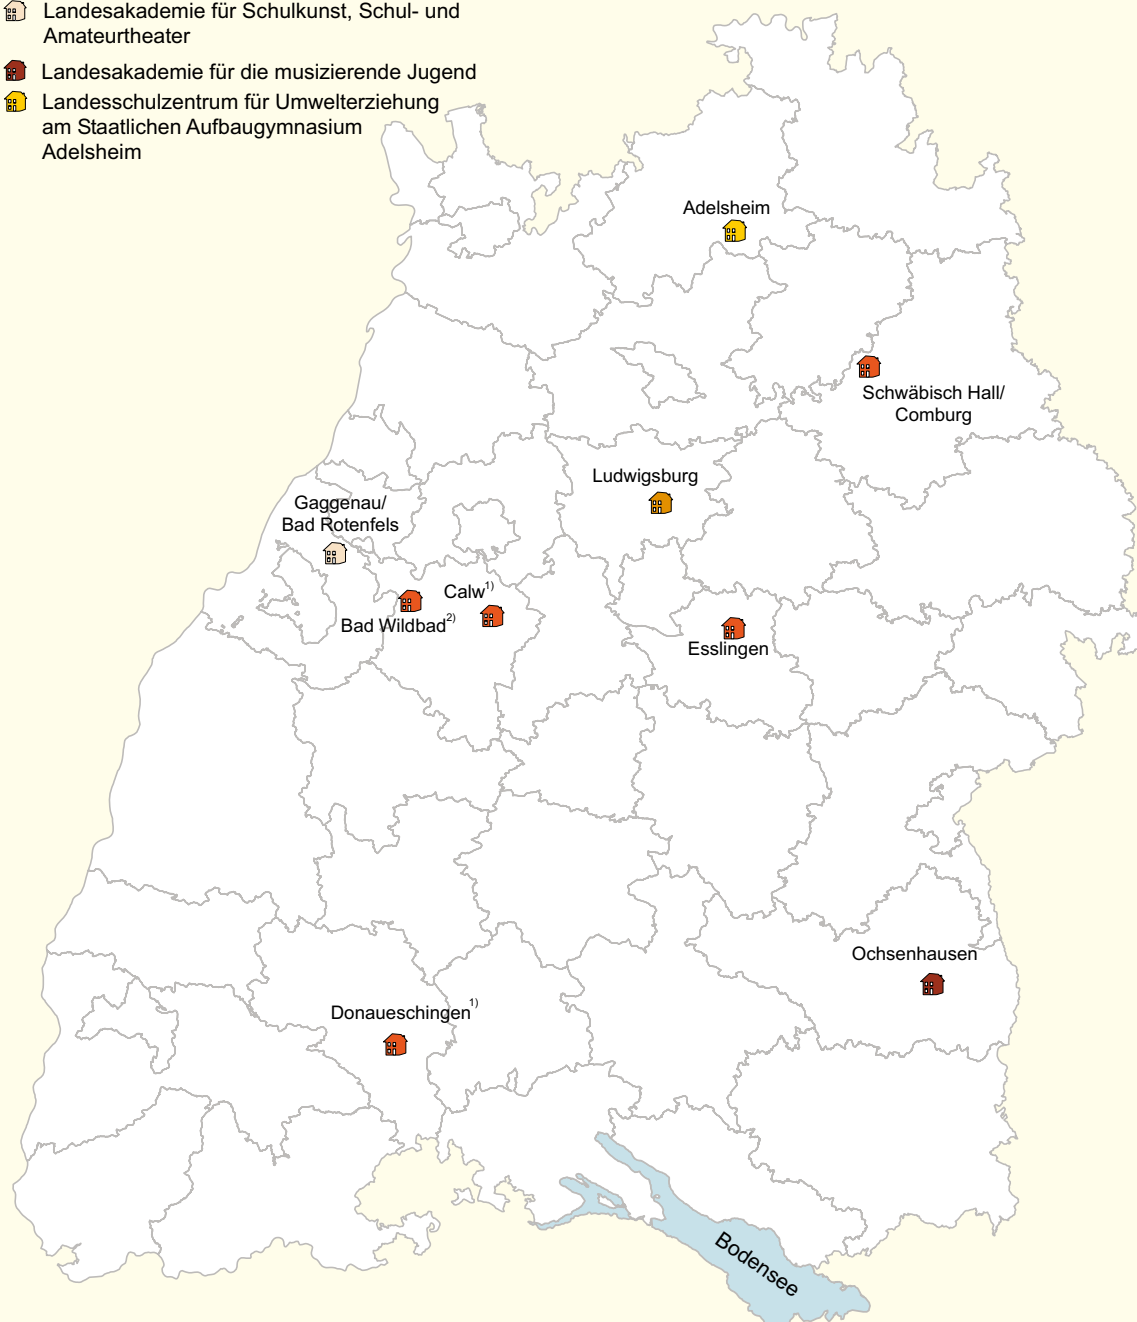 Landesakademie für Schulkunst, Schul- und
Amateurtheater
Landesakademie für die musizierende Jugend
Landesschulzentrum für Umwelterziehung
am Staatlichen Aufbaugymnasium
Adelsheim
Adelsheim
Schwäbisch Hall/
Comburg
Ludwigsburg
Gaggenau/
Bad Rotenfels
Calw¹⁾
Bad Wildbad²⁾
Esslingen
Ochsenhausen
Donaueschingen¹⁾
Bodensee